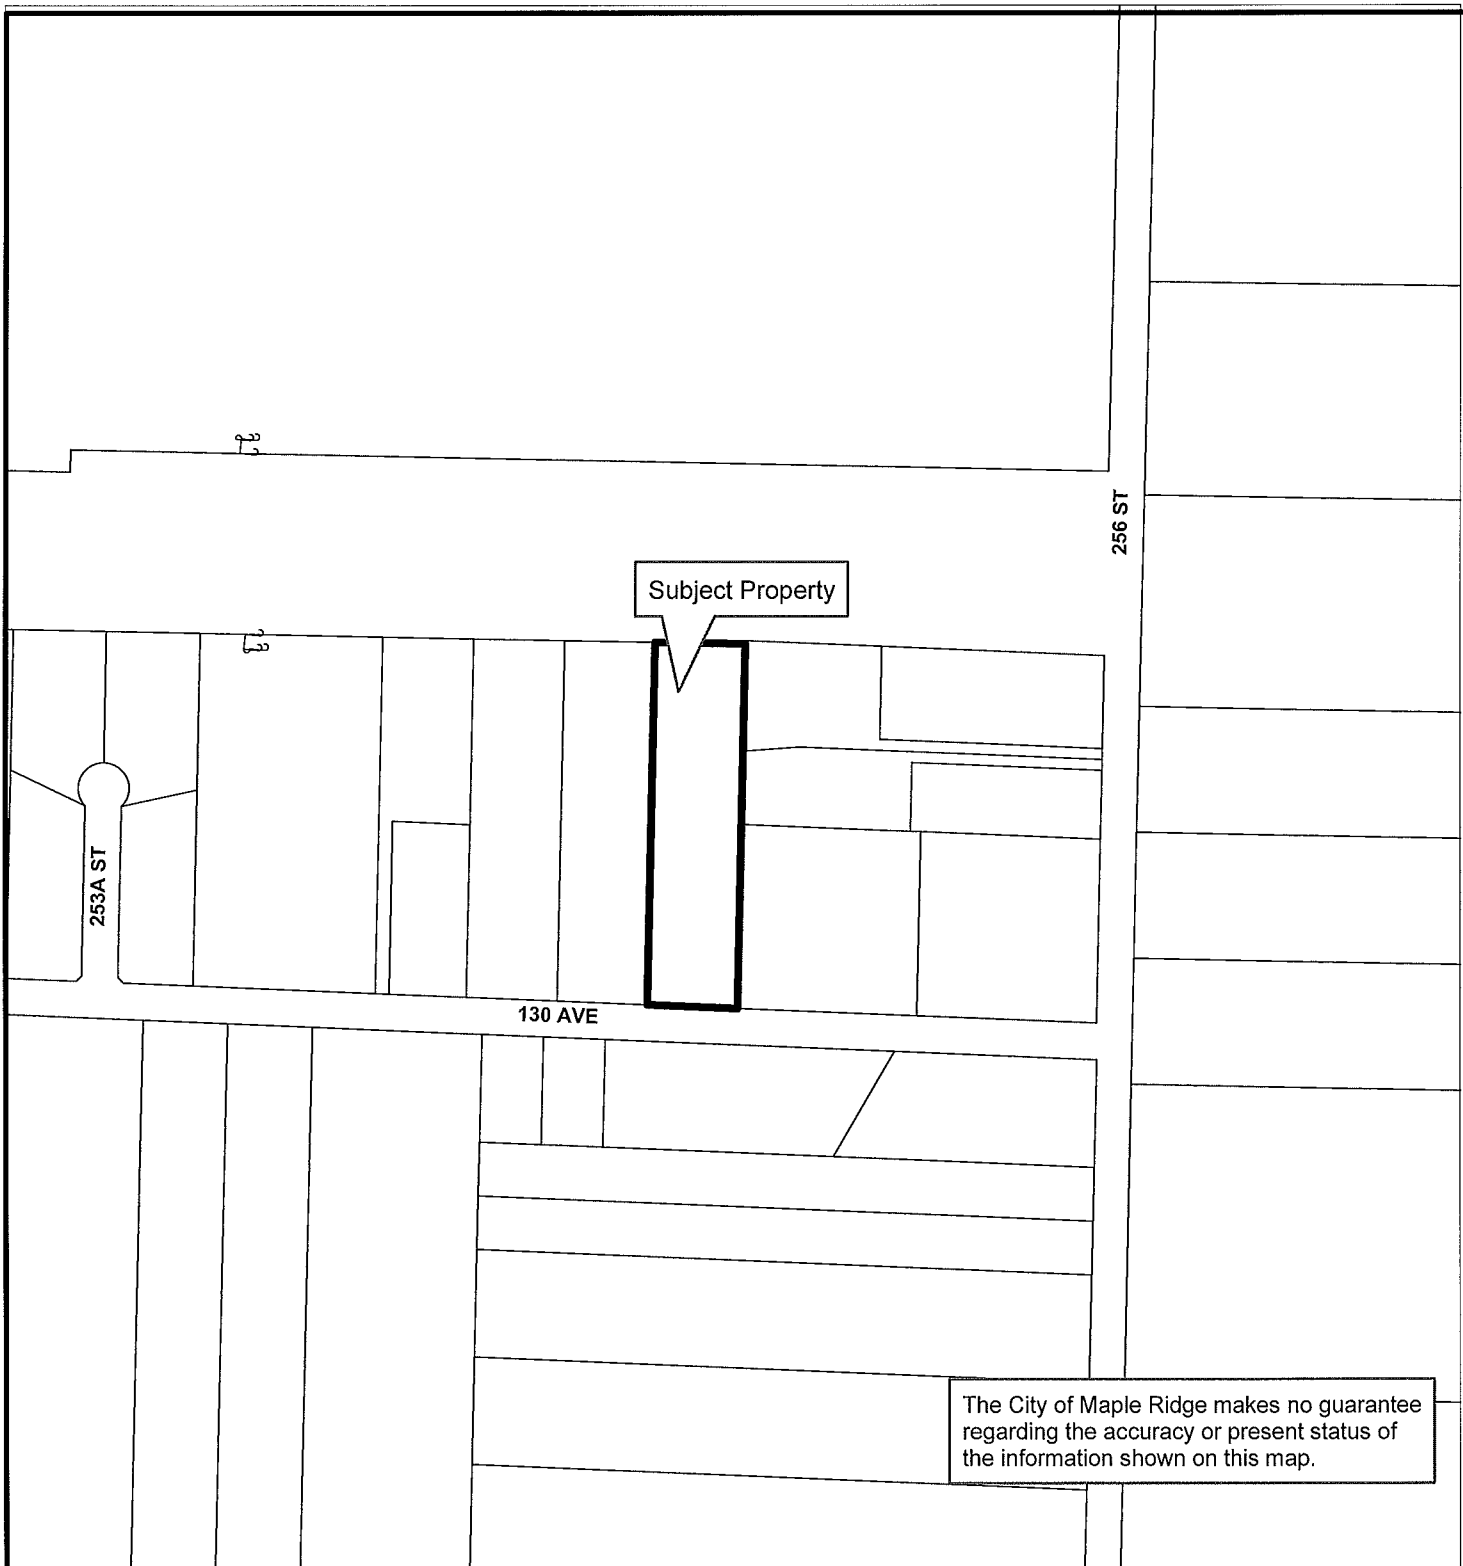 256 ST
Subject Property
253A ST
130 AVE
The City of Maple Ridge makes no guarantee
regarding the accuracy or present status of
the information shown on this map.